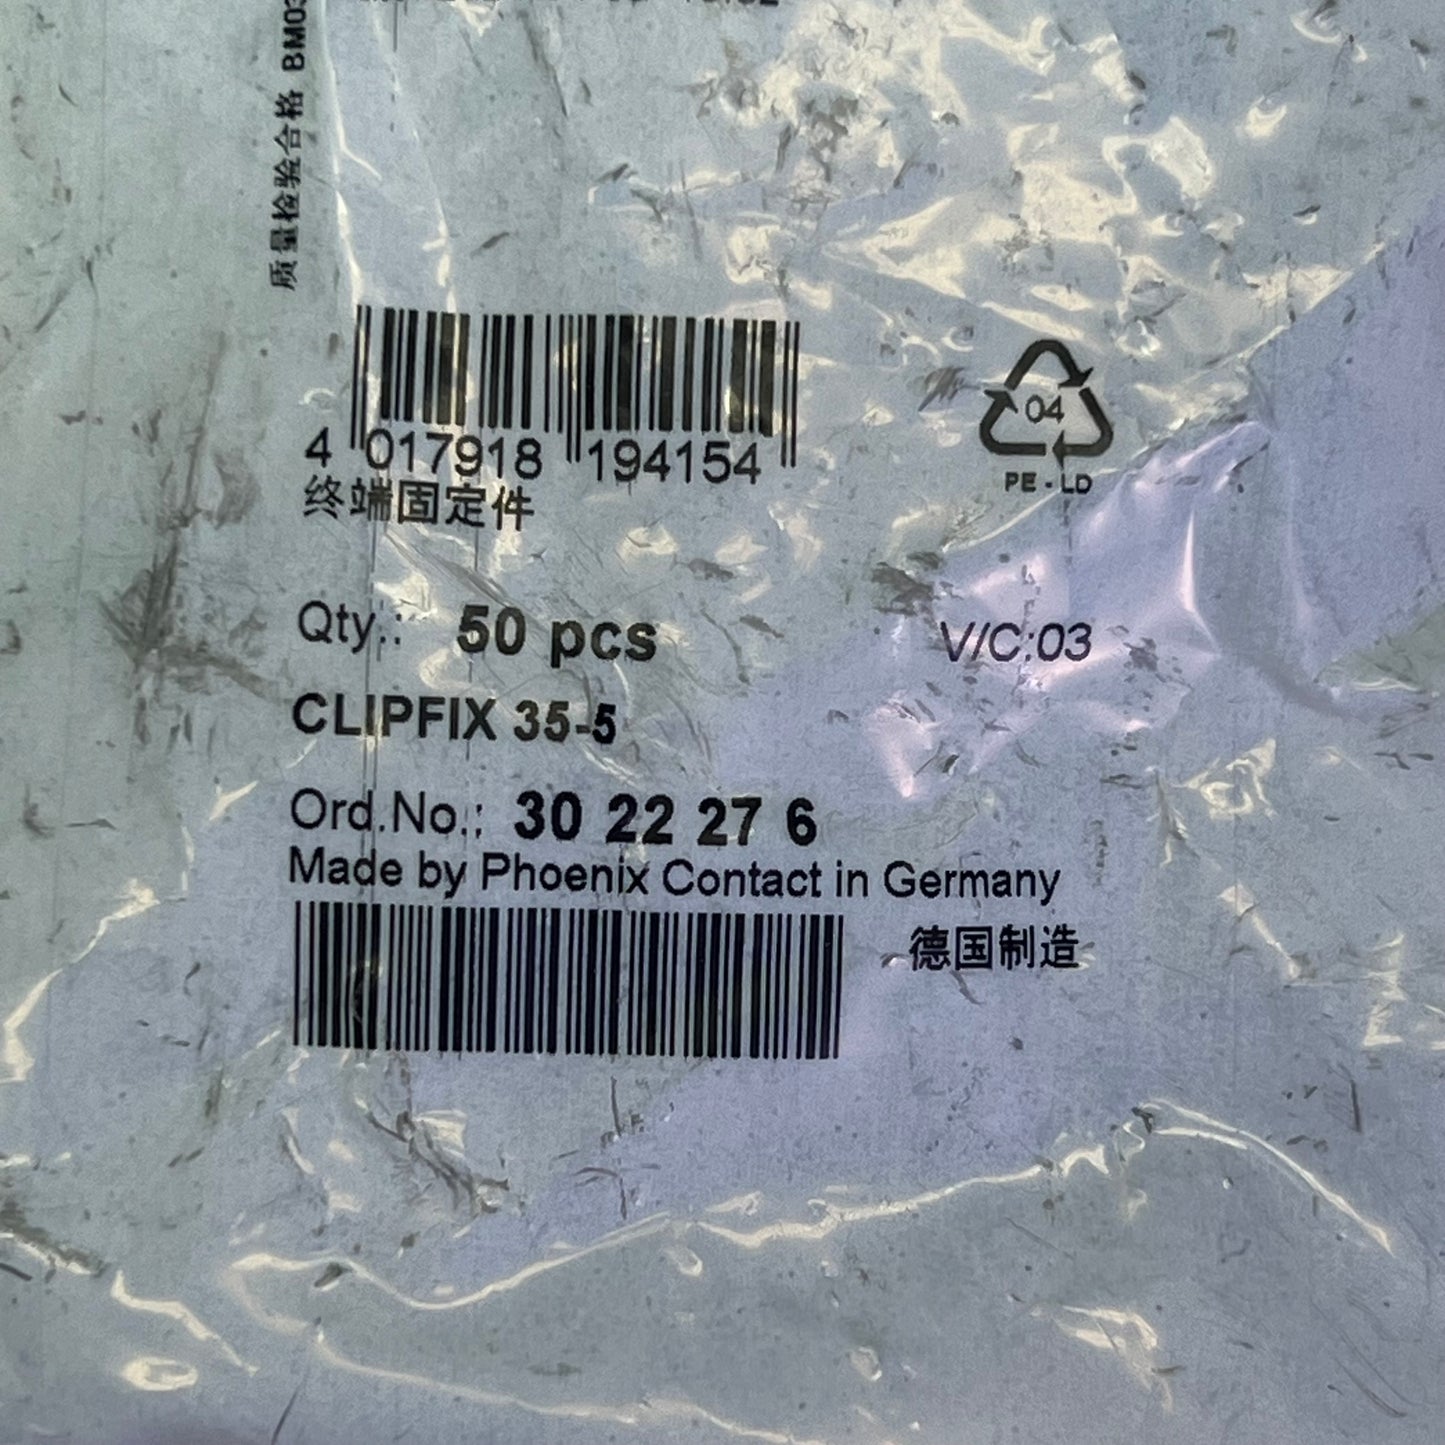 质量检验合格 BM03
4 017918 194154
终端固定件
04
PE-LD
Qty.: 50 pcs
V/C:03
CLIPFIX 35-5
Ord.No.: 30 22 27 6
Made by Phoenix Contact in Germany
德国制造